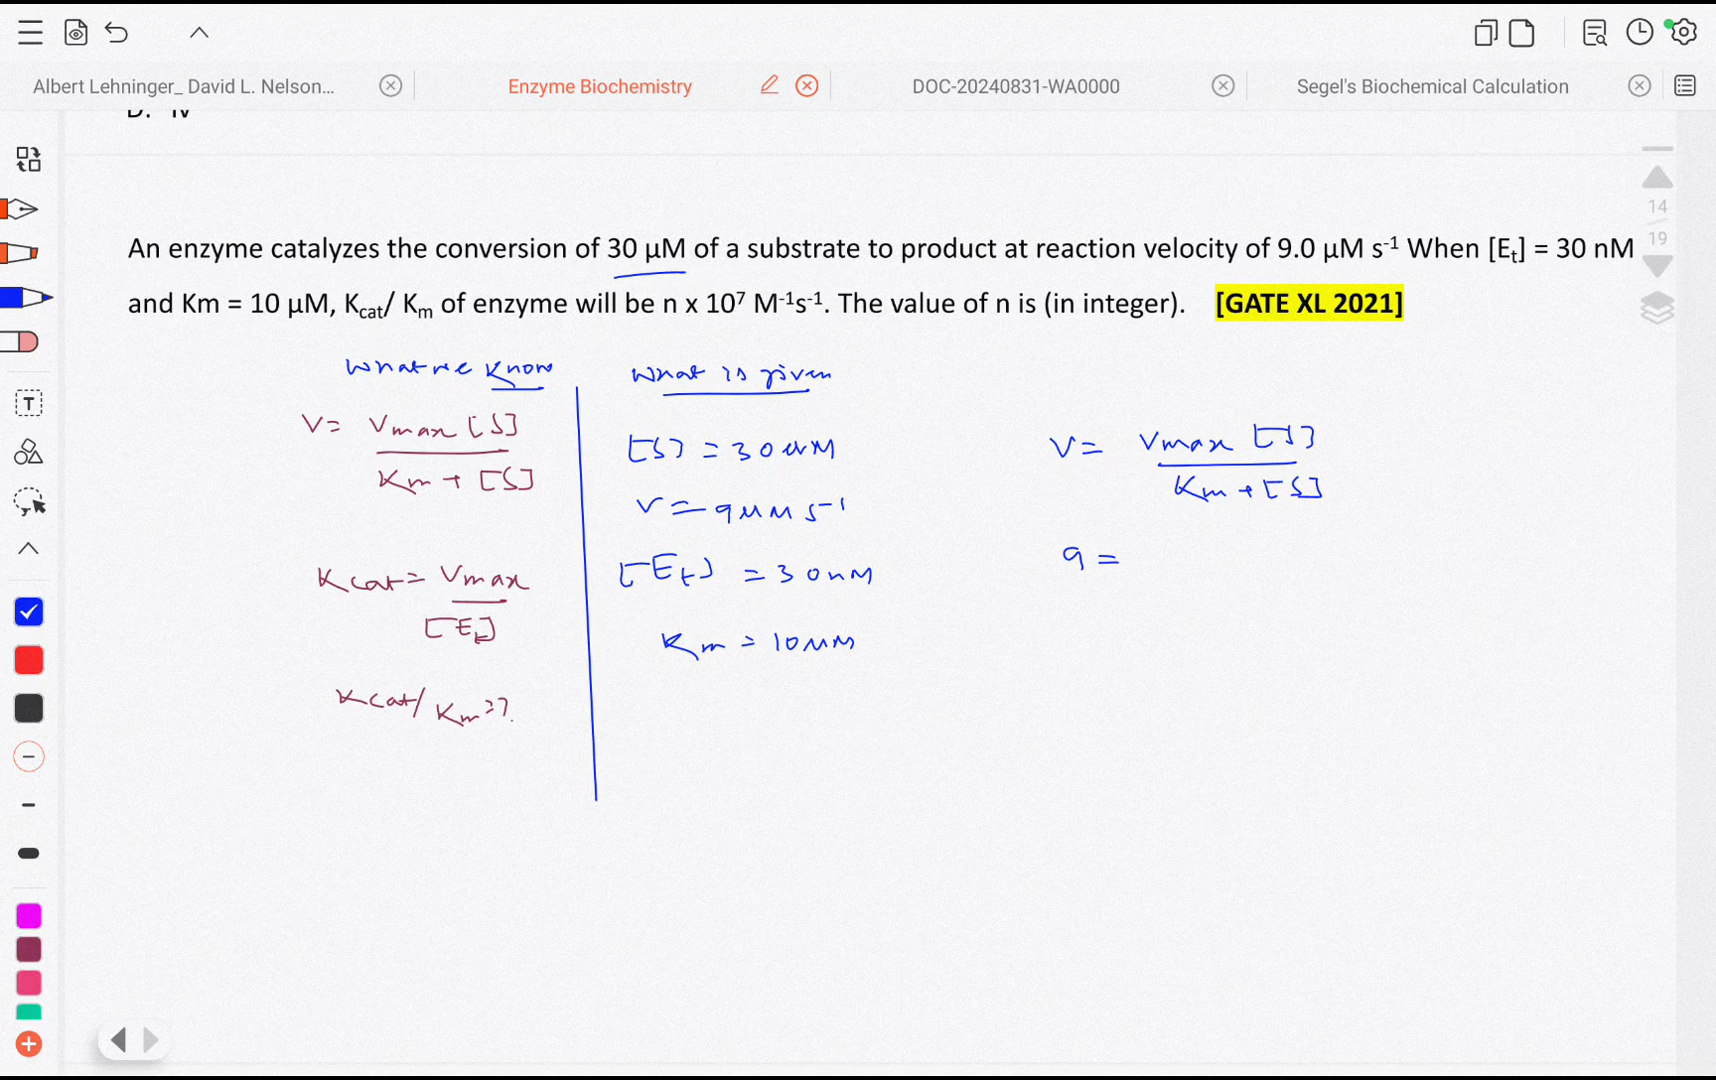 Albert Lehninger_ David L. Nelson... Enzyme Biochemistry DOC-20240831-WA0000 Segel's Biochemical Calculation
D. IV
14
19
An enzyme catalyzes the conversion of 30 µM of a substrate to product at reaction velocity of 9.0 µM s⁻¹ When [Eₜ] = 30 nM
and Km = 10 µM, Kcat/ Km of enzyme will be n x 10⁷ M⁻¹s⁻¹. The value of n is (in integer). [GATE XL 2021]
What we know
V = Vmax [S]
Km + [S]
Kcat = Vmax
[Et]
Kcat/Km = ?
What is given
[S] = 30 uM
V = 9 µM s⁻¹
[Et] = 30 nM
Km = 10 µM
V = Vmax [S]
Km + [S]
9 =
T